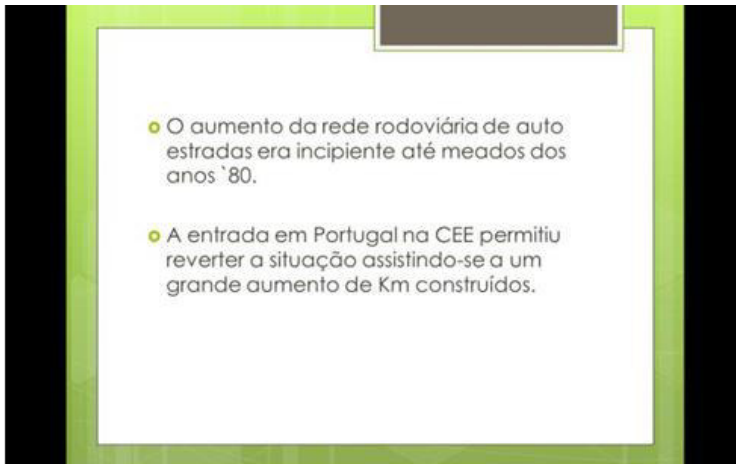 O aumento da rede rodoviária de auto
estradas era incipiente até meados dos
anos `80.
A entrada em Portugal na CEE permitiu
reverter a situação assistindo-se a um
grande aumento de Km construídos.